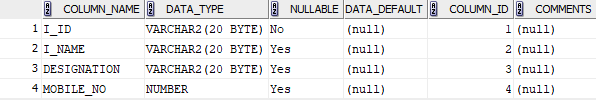 COLUMN_NAME DATA_TYPE NULLABLE DATA_DEFAULT COLUMN_ID COMMENTS
1 I_ID VARCHAR2(20 BYTE) No (null) 1 (null)
2 I_NAME VARCHAR2(20 BYTE) Yes (null) 2 (null)
3 DESIGNATION VARCHAR2(20 BYTE) Yes (null) 3 (null)
4 MOBILE_NO NUMBER Yes (null) 4 (null)